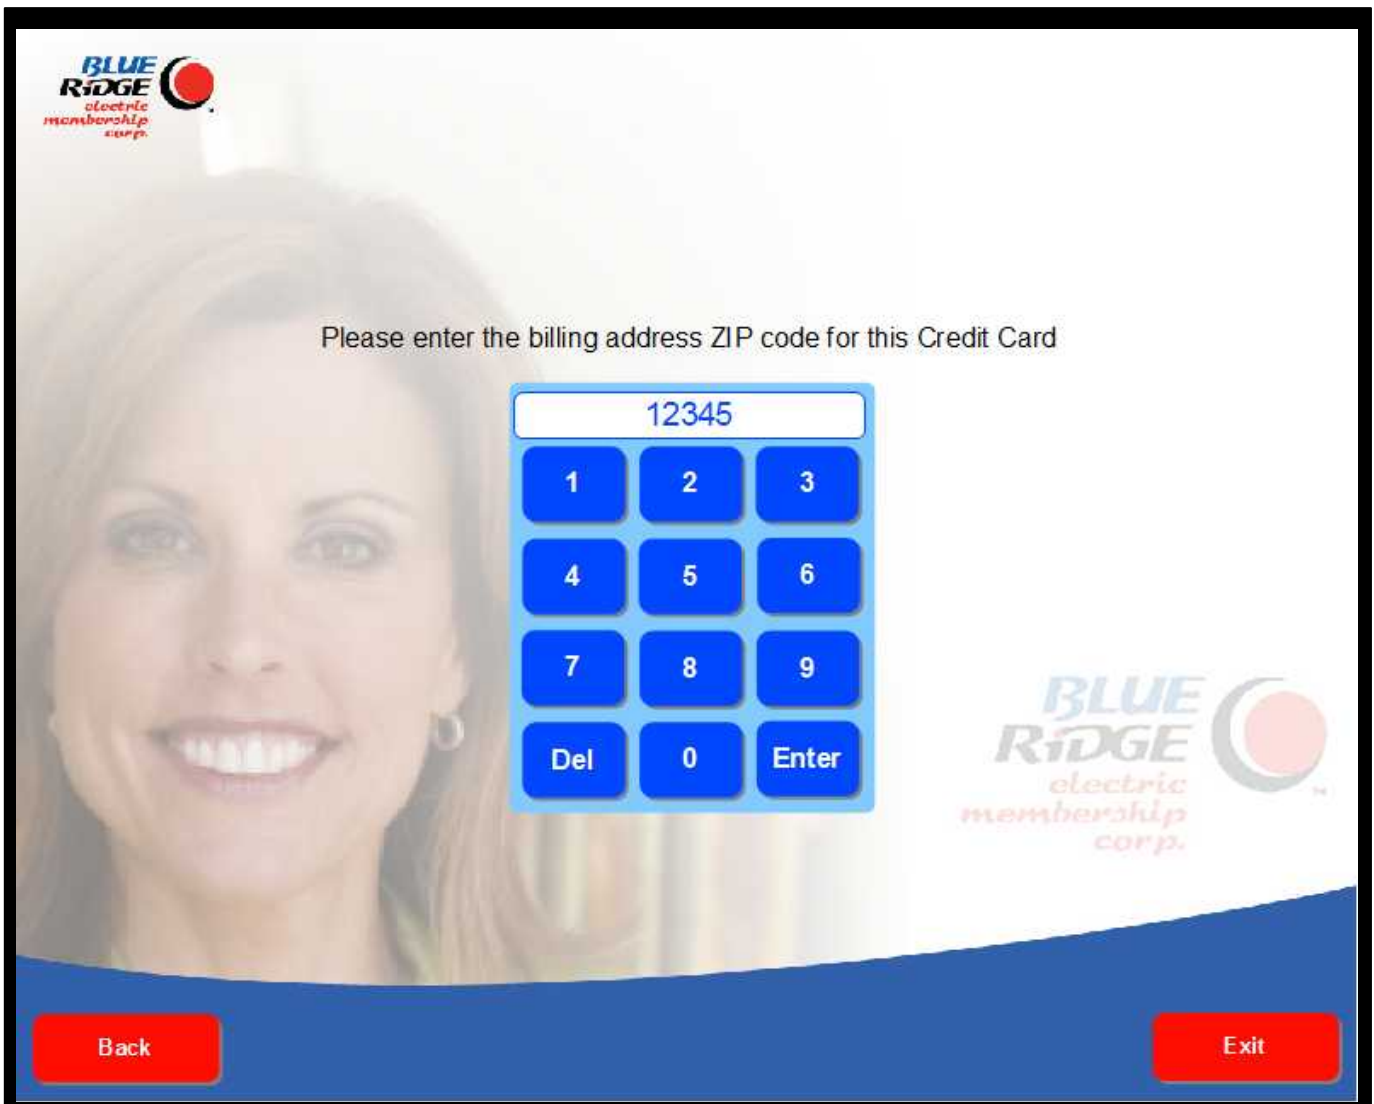 BLUE
RiDGE
electric
membership
corp.
Please enter the billing address ZIP code for this Credit Card
12345
1 2 3
4 5 6
7 8 9
Del 0 Enter
BLUE
RiDGE
electric
membership
corp.
TM
Back Exit